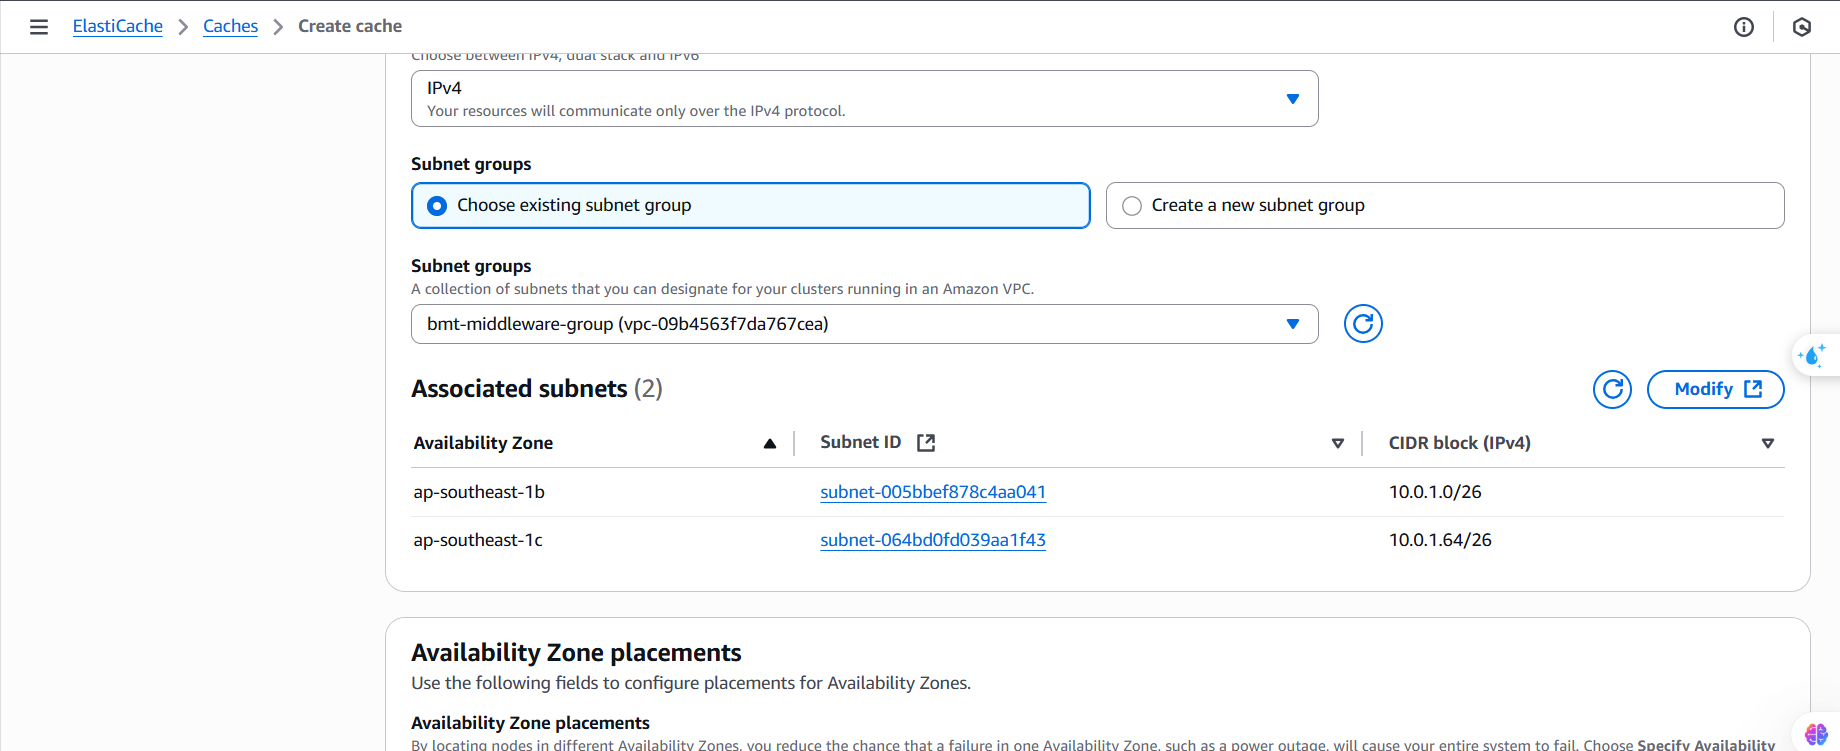 ElastiCache > Caches > Create cache
Choose between IPv4, dual stack and IPv6
IPv4
Your resources will communicate only over the IPv4 protocol.
Subnet groups
Choose existing subnet group
Create a new subnet group
Subnet groups
A collection of subnets that you can designate for your clusters running in an Amazon VPC.
bmt-middleware-group (vpc-09b4563f7da767cea)
Associated subnets (2)
Modify
Availability Zone Subnet ID CIDR block (IPv4)
ap-southeast-1b subnet-005bbef878c4aa041 10.0.1.0/26
ap-southeast-1c subnet-064bd0fd039aa1f43 10.0.1.64/26
Availability Zone placements
Use the following fields to configure placements for Availability Zones.
Availability Zone placements
By locating nodes in different Availability Zones, you reduce the chance that a failure in one Availability Zone, such as a power outage, will cause your entire system to fail. Choose Specify Availability